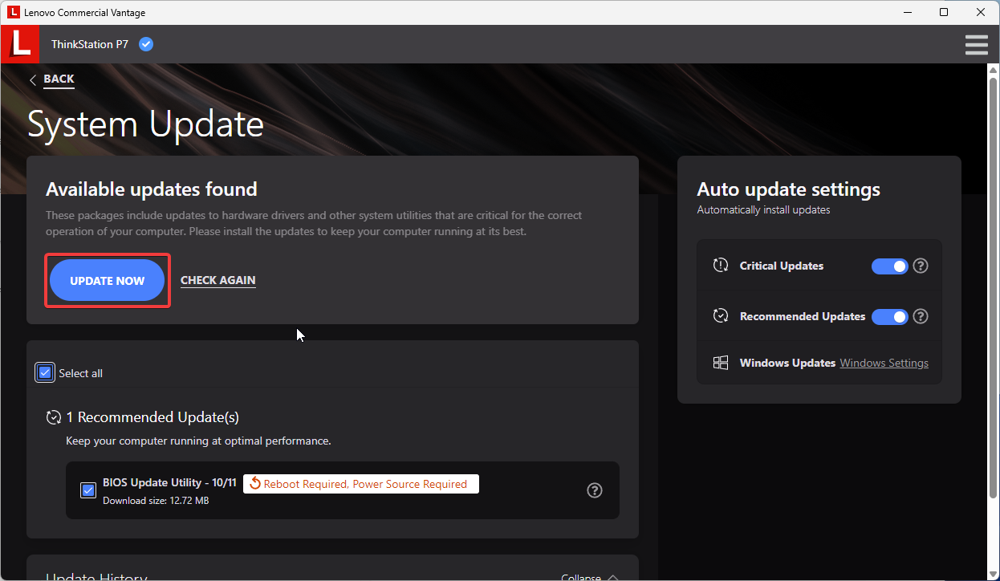 Lenovo Commercial Vantage
ThinkStation P7
BACK
System Update
Available updates found
These packages include updates to hardware drivers and other system utilities that are critical for the correct
operation of your computer. Please install the updates to keep your computer running at its best.
UPDATE NOW
CHECK AGAIN
Select all
1 Recommended Update(s)
Keep your computer running at optimal performance.
BIOS Update Utility - 10/11
Reboot Required, Power Source Required
Download size: 12.72 MB
Update History
Collapse
Auto update settings
Automatically install updates
Critical Updates
Recommended Updates
Windows Updates Windows Settings